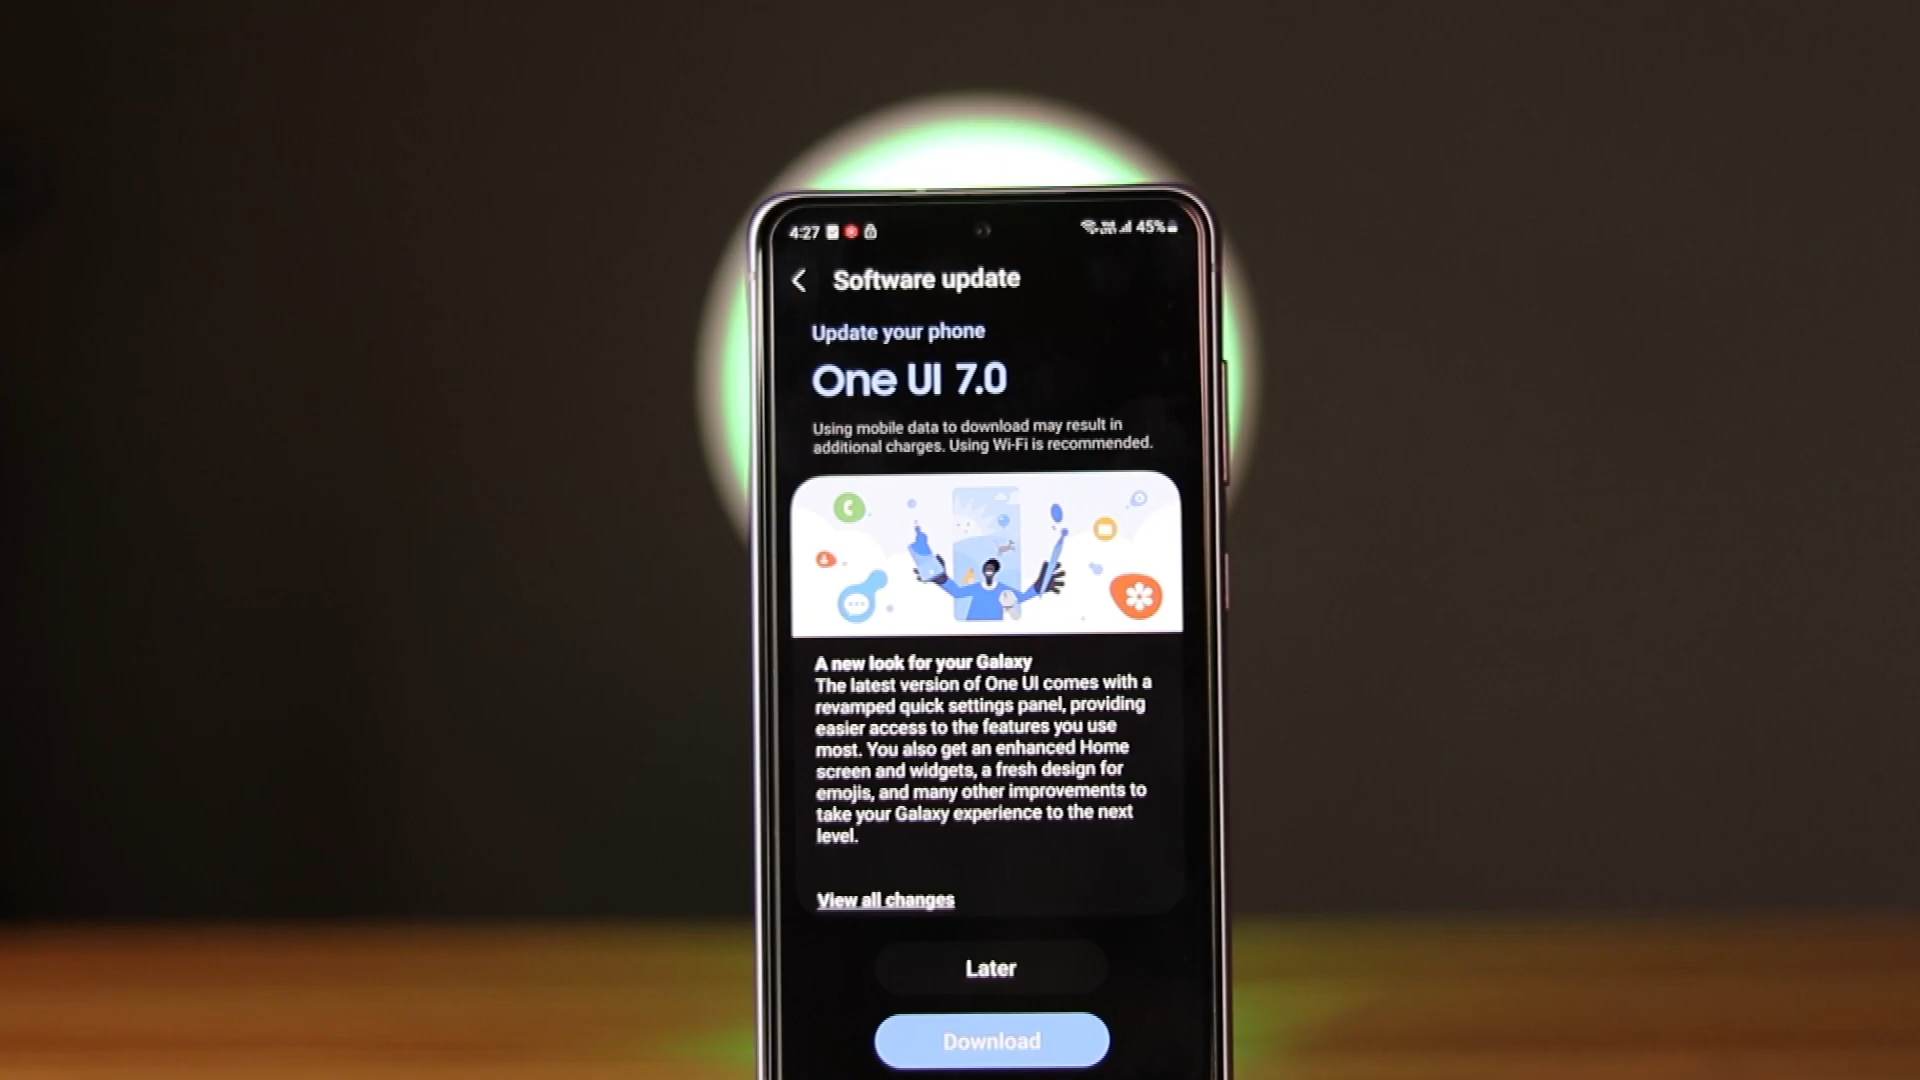 4:27 45%
Software update
Update your phone
One UI 7.0
Using mobile data to download may result in
additional charges. Using Wi-Fi is recommended.
A new look for your Galaxy
The latest version of One UI comes with a
revamped quick settings panel, providing
easier access to the features you use
most. You also get an enhanced Home
screen and widgets, a fresh design for
emojis, and many other improvements to
take your Galaxy experience to the next
level.
View all changes
Later
Download